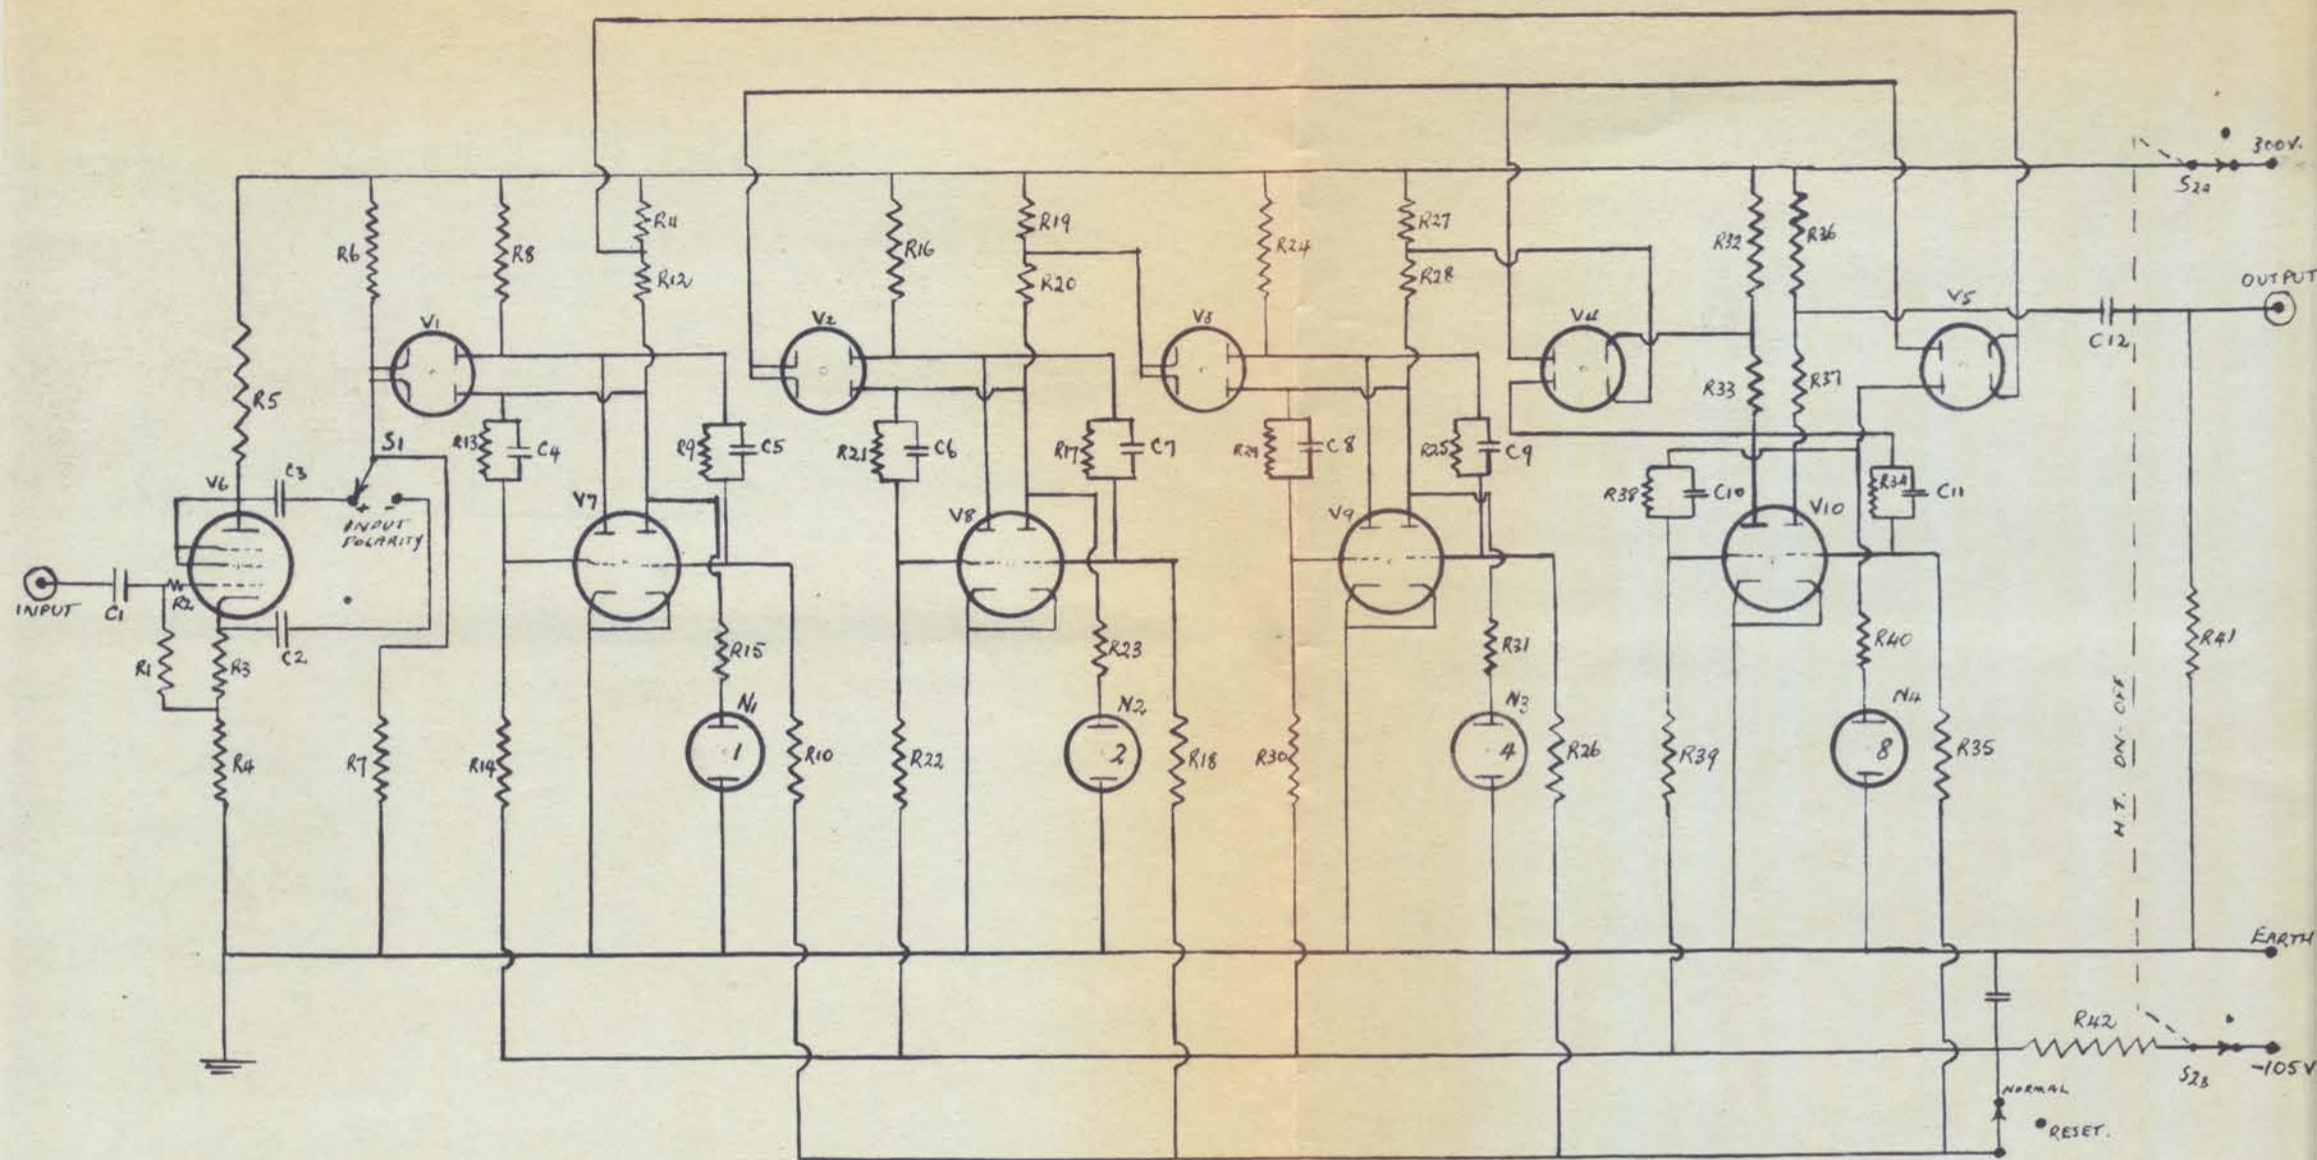 300V.
S2A
R6
R8
R11
R12
R16
R19
R20
R24
R27
R28
R32
R36
OUTPUT
V1
V2
V3
V4
V5
C12
R5
R33
R37
S1
R13
C4
R9
C5
R21
C6
R17
C7
R29
C8
R25
C9
R38
C10
R34
C11
V6
C3
+ -
INPUT
POLARITY
V7
V8
V9
V10
INPUT
C1
R2
C2
R1
R3
R15
R23
R31
R40
R41
N1
N2
N3
N4
1
2
4
8
R4
R7
R14
R10
R22
R18
R30
R26
R39
R35
H.T. ON-OFF
EARTH
R42
S2B
-105V
NORMAL
RESET.